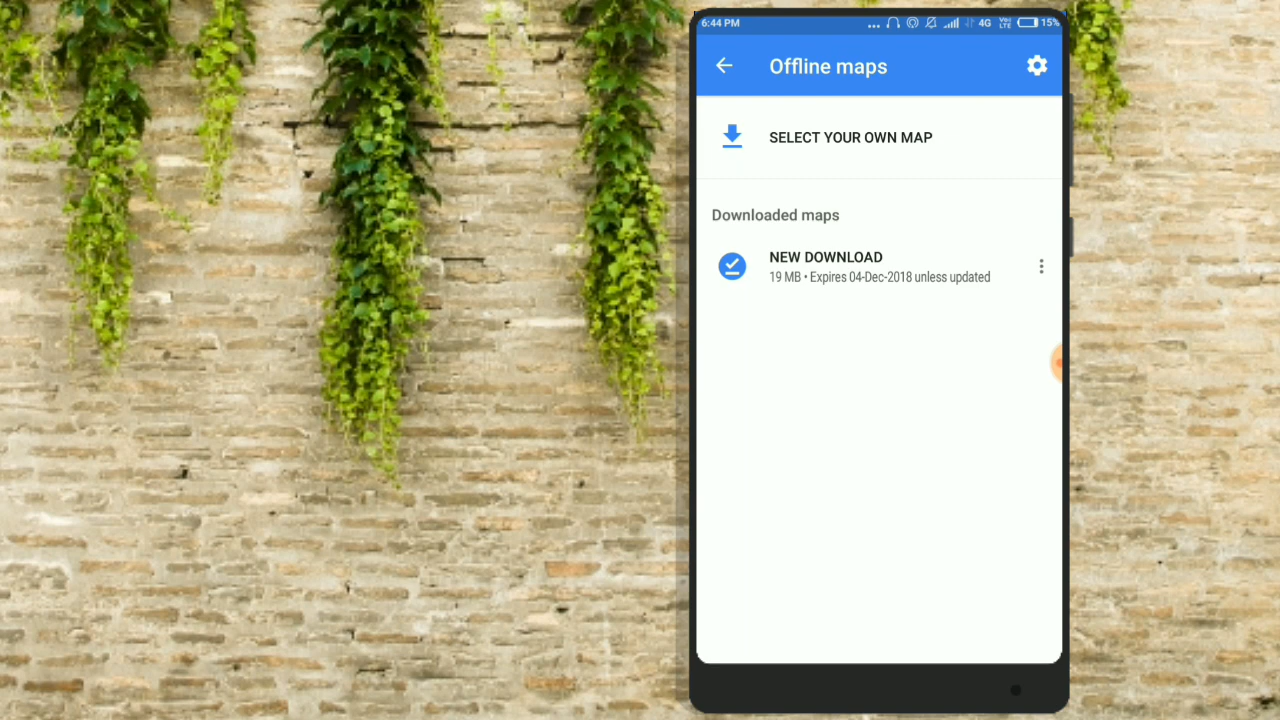 6:44 PM
4G
VoLTE
15%
Offline maps
SELECT YOUR OWN MAP
Downloaded maps
NEW DOWNLOAD
19 MB • Expires 04-Dec-2018 unless updated